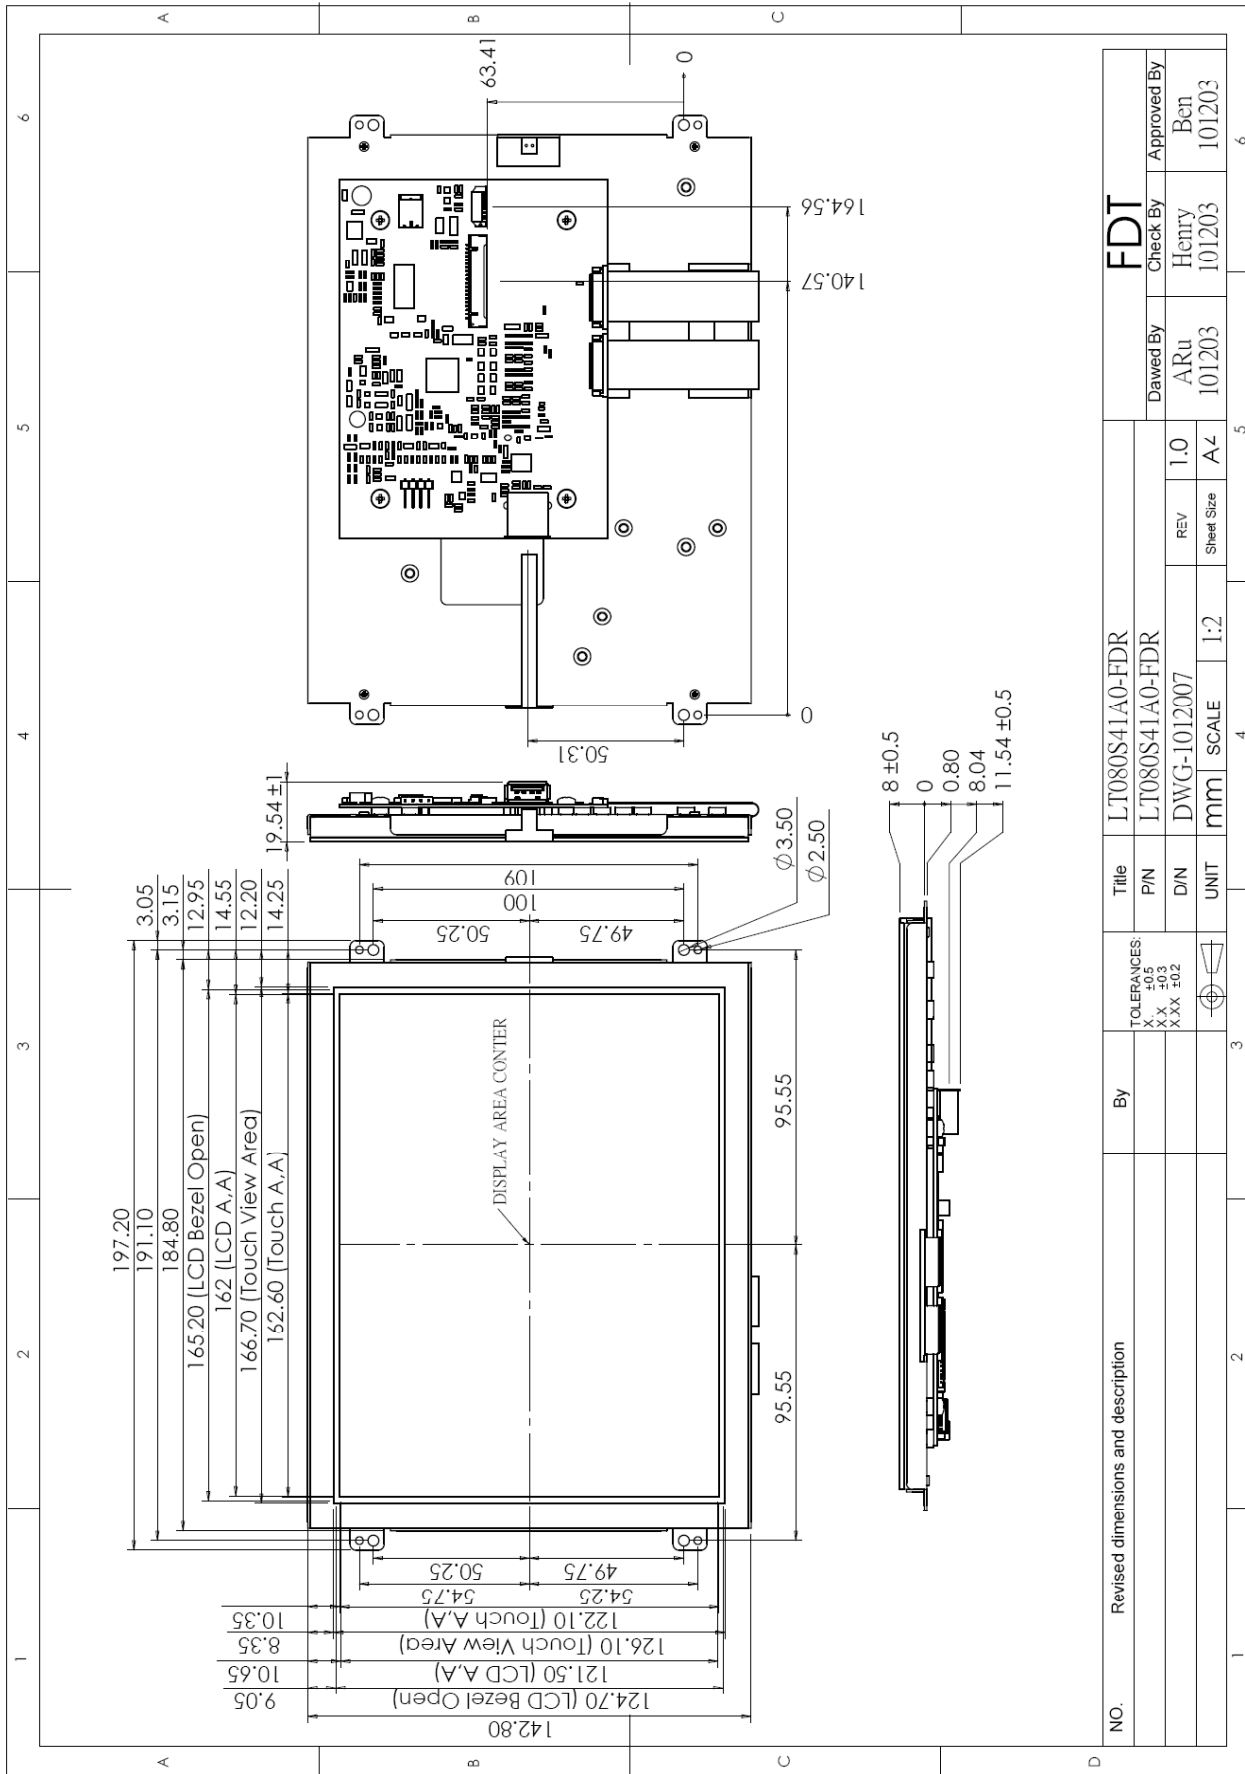 1
2
3
4
5
6
A
B
C
D
197.20
191.10
184.80
165.20 (LCD Bezel Open)
162 (LCD A,A)
166.70 (Touch View Area)
162.60 (Touch A,A)
3.05
3.15
12.95
14.55
12.20
14.25
142.80
124.70 (LCD Bezel Open)
121.50 (LCD A,A)
126.10 (Touch View Area)
122.10 (Touch A,A)
9.05
10.65
8.35
10.35
54.75
54.25
50.25
49.75
DISPLAY AREA CONTER
50.25
49.75
100
109
Ø3.50
Ø2.50
95.55
95.55
19.54 ±1
50.31
0
140.57
164.56
63.41
0
8 ±0.5
0
0.80
8.04
11.54 ±0.5
NO.
Revised dimensions and description
By
TOLERANCES:
X. ±0.5
X.X ±0.3
X.XX ±0.2
Title
LT080S41A0-FDR
P/N
LT080S41A0-FDR
D/N
DWG-1012007
REV
1.0
UNIT
mm
SCALE
1:2
Sheet Size
A4
FDT
Dawed By
Check By
Approved By
ARu
Henry
Ben
101203
101203
101203
1
2
3
4
5
6
A
B
C